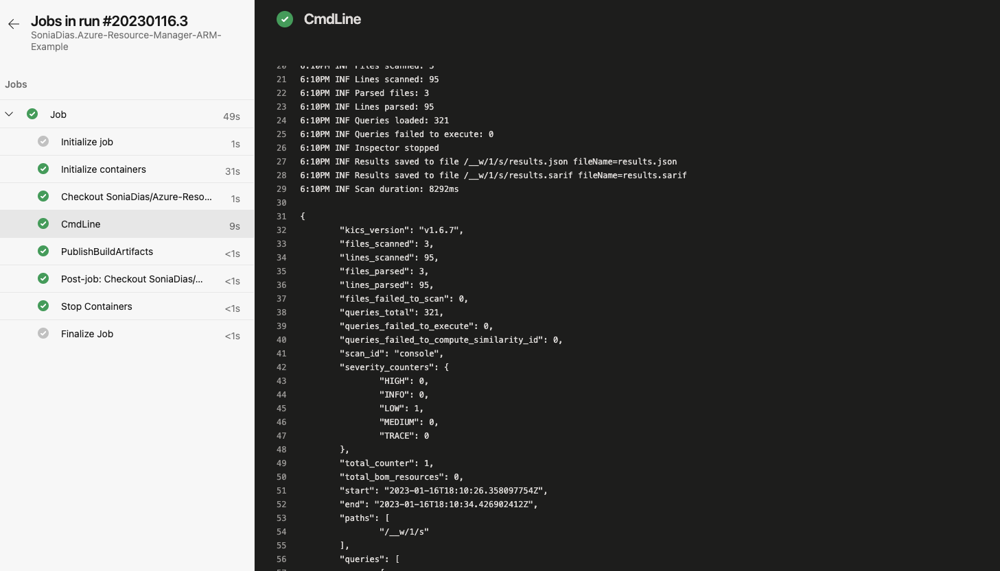 Jobs in run #20230116.3
SoniaDias.Azure-Resource-Manager-ARM-
Example
Jobs
Job 49s
Initialize job 1s
Initialize containers 31s
Checkout SoniaDias/Azure-Reso... 1s
CmdLine 9s
PublishBuildArtifacts <1s
Post-job: Checkout SoniaDias/... <1s
Stop Containers <1s
Finalize Job <1s
CmdLine
20 6:10PM INF Files scanned: 3
21 6:10PM INF Lines scanned: 95
22 6:10PM INF Parsed files: 3
23 6:10PM INF Lines parsed: 95
24 6:10PM INF Queries loaded: 321
25 6:10PM INF Queries failed to execute: 0
26 6:10PM INF Inspector stopped
27 6:10PM INF Results saved to file /__w/1/s/results.json fileName=results.json
28 6:10PM INF Results saved to file /__w/1/s/results.sarif fileName=results.sarif
29 6:10PM INF Scan duration: 8292ms
30
31 {
32 "kics_version": "v1.6.7",
33 "files_scanned": 3,
34 "lines_scanned": 95,
35 "files_parsed": 3,
36 "lines_parsed": 95,
37 "files_failed_to_scan": 0,
38 "queries_total": 321,
39 "queries_failed_to_execute": 0,
40 "queries_failed_to_compute_similarity_id": 0,
41 "scan_id": "console",
42 "severity_counters": {
43 "HIGH": 0,
44 "INFO": 0,
45 "LOW": 1,
46 "MEDIUM": 0,
47 "TRACE": 0
48 },
49 "total_counter": 1,
50 "total_bom_resources": 0,
51 "start": "2023-01-16T18:10:26.358097754Z",
52 "end": "2023-01-16T18:10:34.426902412Z",
53 "paths": [
54 "/__w/1/s"
55 ],
56 "queries": [
57 {